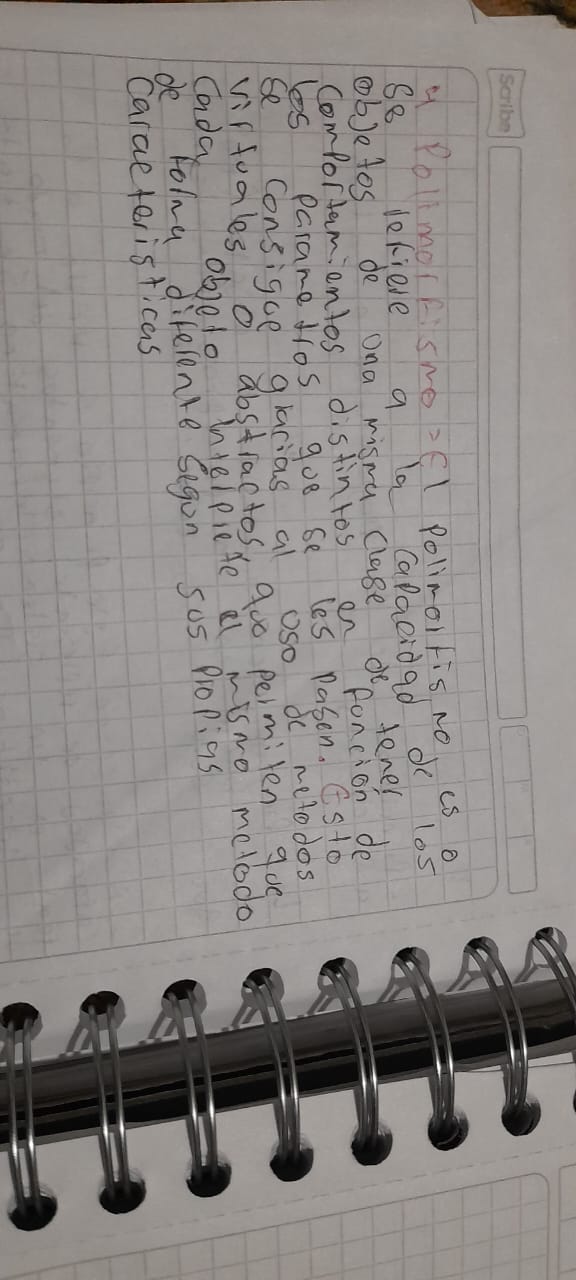 Scribe
4 Polimorfismo = El polimorfismo es o
se refiere a la capacidad de los
objetos de una misma clase de tener
comportamientos distintos en función de
los parametros que se les pasen. Esto
se consigue gracias al uso de metodos
virtuales o abstractos que permiten que
cada objeto interprete el mismo metodo
de forma diferente segun sus propias
Caracteristicas